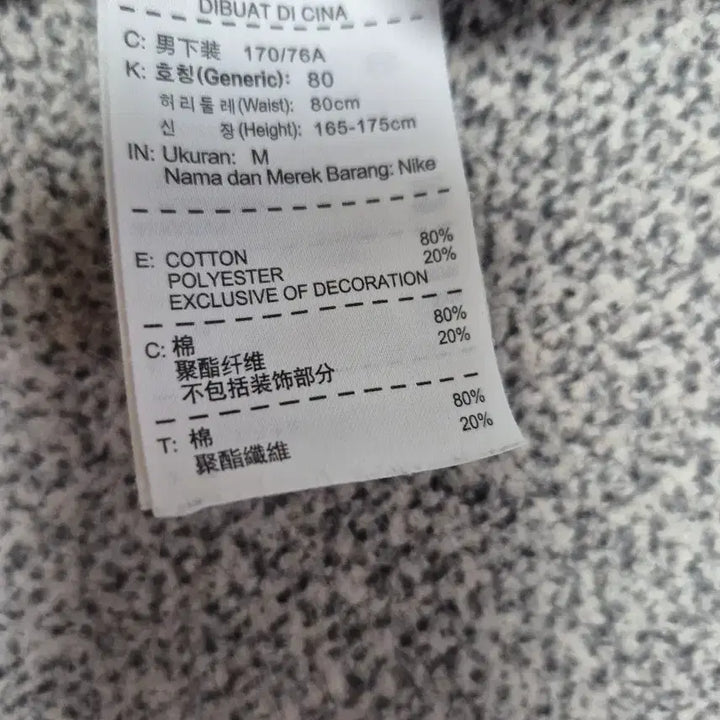 DIBUAT DI CINA
C: 男下装 170/76A
K: 호칭(Generic): 80
허리둘레(Waist): 80cm
신 장(Height): 165-175cm
IN: Ukuran: M
Nama dan Merek Barang: Nike
E: COTTON 80%
POLYESTER 20%
EXCLUSIVE OF DECORATION
C: 棉 80%
聚酯纤维 20%
不包括装饰部分
T: 棉 80%
聚酯纖維 20%